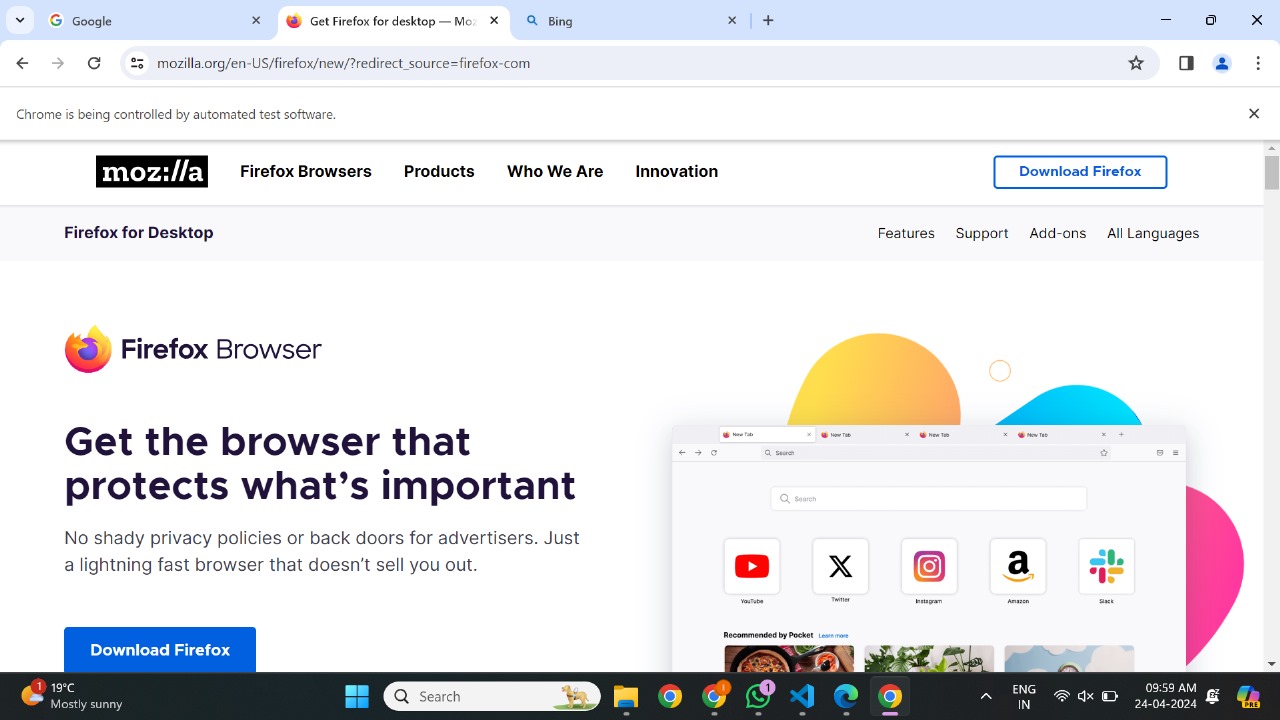 Google
Get Firefox for desktop — Moz
Bing
mozilla.org/en-US/firefox/new/?redirect_source=firefox-com
Chrome is being controlled by automated test software.
moz://a Firefox Browsers Products Who We Are Innovation Download Firefox
Firefox for Desktop Features Support Add-ons All Languages
Firefox Browser
Get the browser that
protects what's important
No shady privacy policies or back doors for advertisers. Just
a lightning fast browser that doesn't sell you out.
Download Firefox
New Tab New Tab New Tab New Tab
Search
Search
YouTube Twitter Instagram Amazon Slack
Recommended by Pocket Learn more
1 19°C
Mostly sunny
Search
1
1
ENG
IN
09:59 AM
24-04-2024
PRE